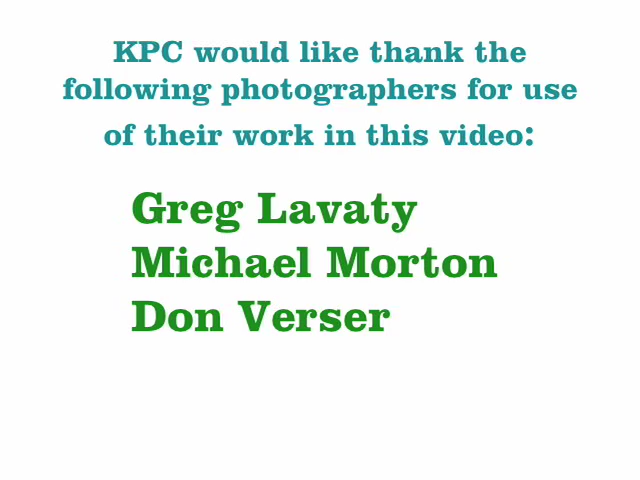 KPC would like thank the
following photographers for use
of their work in this video:
Greg Lavaty
Michael Morton
Don Verser